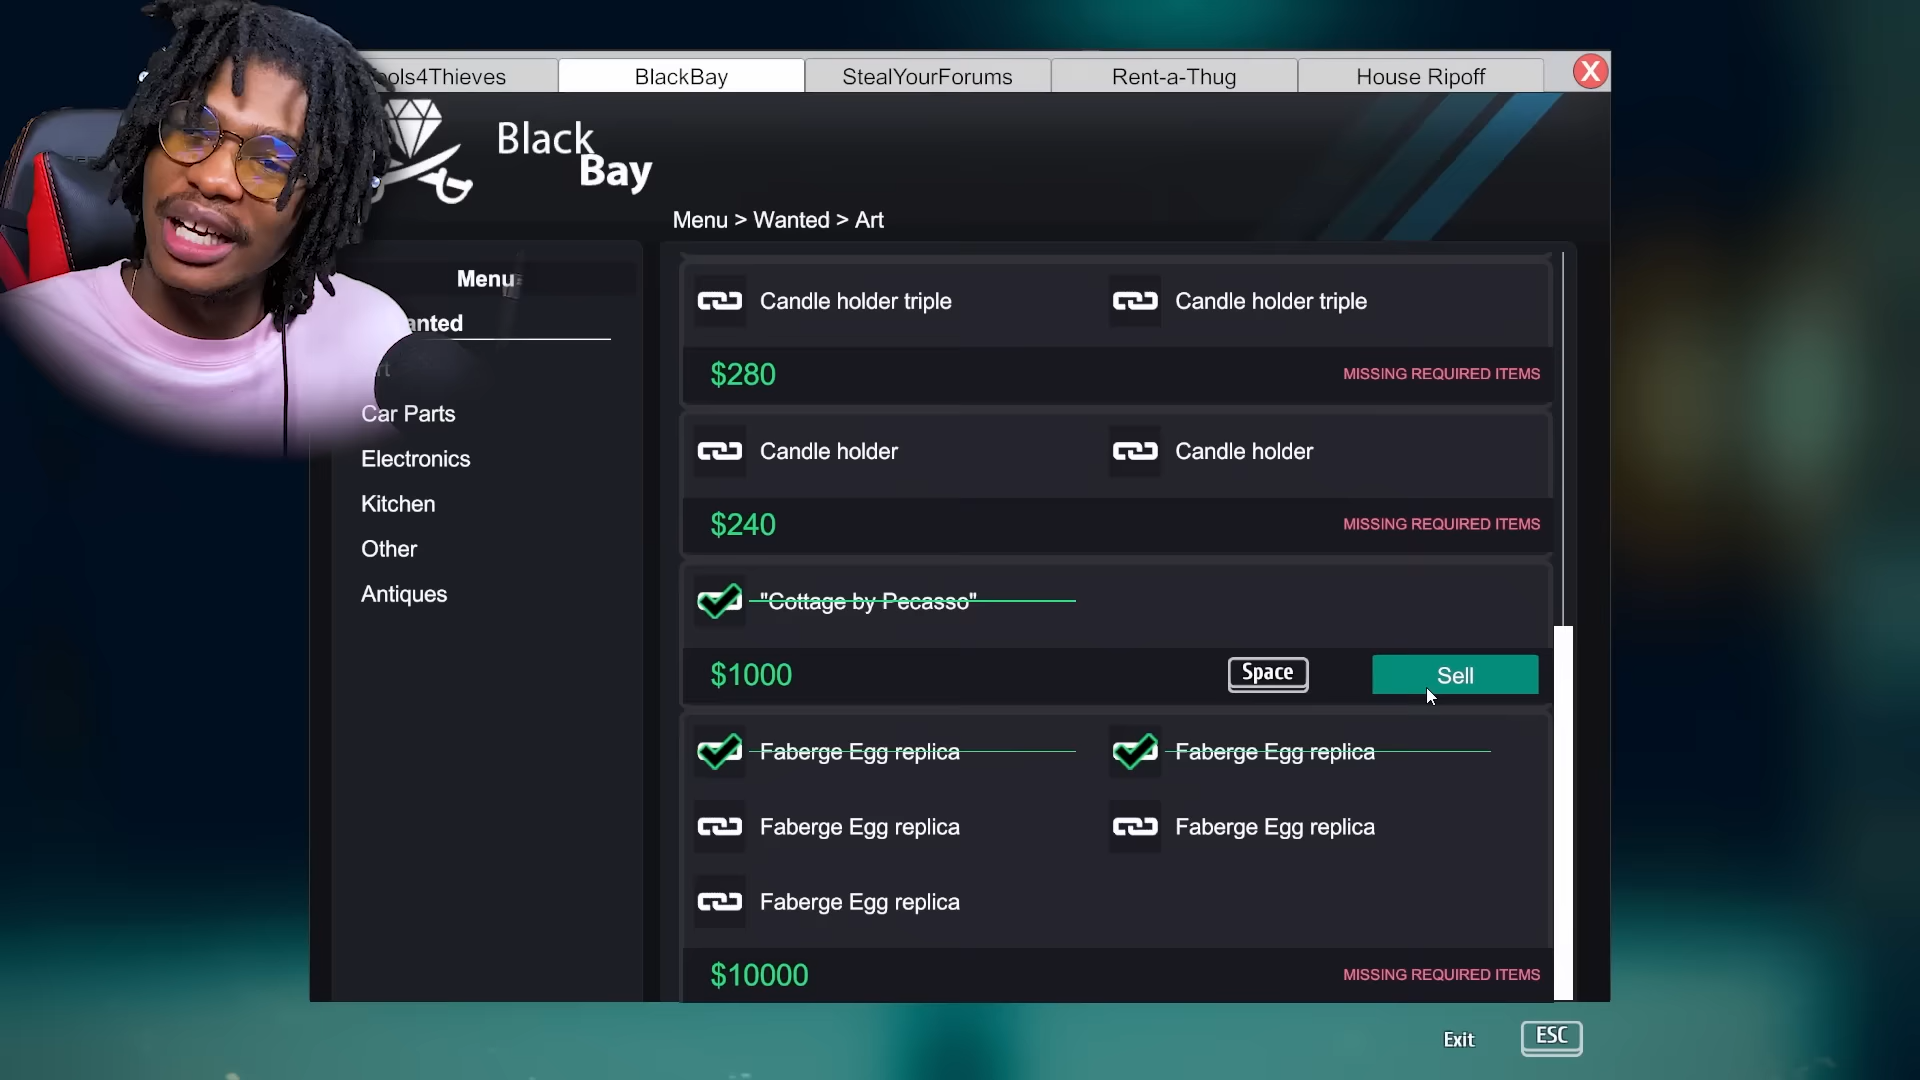 ols4Thieves BlackBay StealYourForums Rent-a-Thug House Ripoff X
Black
Bay
Menu > Wanted > Art
Menu
anted
rt
Car Parts
Electronics
Kitchen
Other
Antiques
Candle holder triple Candle holder triple
$280 MISSING REQUIRED ITEMS
Candle holder Candle holder
$240 MISSING REQUIRED ITEMS
"Cottage by Pecasso"
$1000 Space Sell
Faberge Egg replica Faberge Egg replica
Faberge Egg replica Faberge Egg replica
Faberge Egg replica
$10000 MISSING REQUIRED ITEMS
Exit ESC